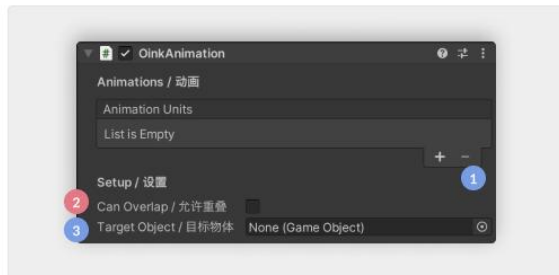 # OinkAnimation
Animations / 动画
Animation Units
List is Empty
+ -
1
Setup / 设置
2 Can Overlap / 允许重叠
3 Target Object / 目标物体 None (Game Object)